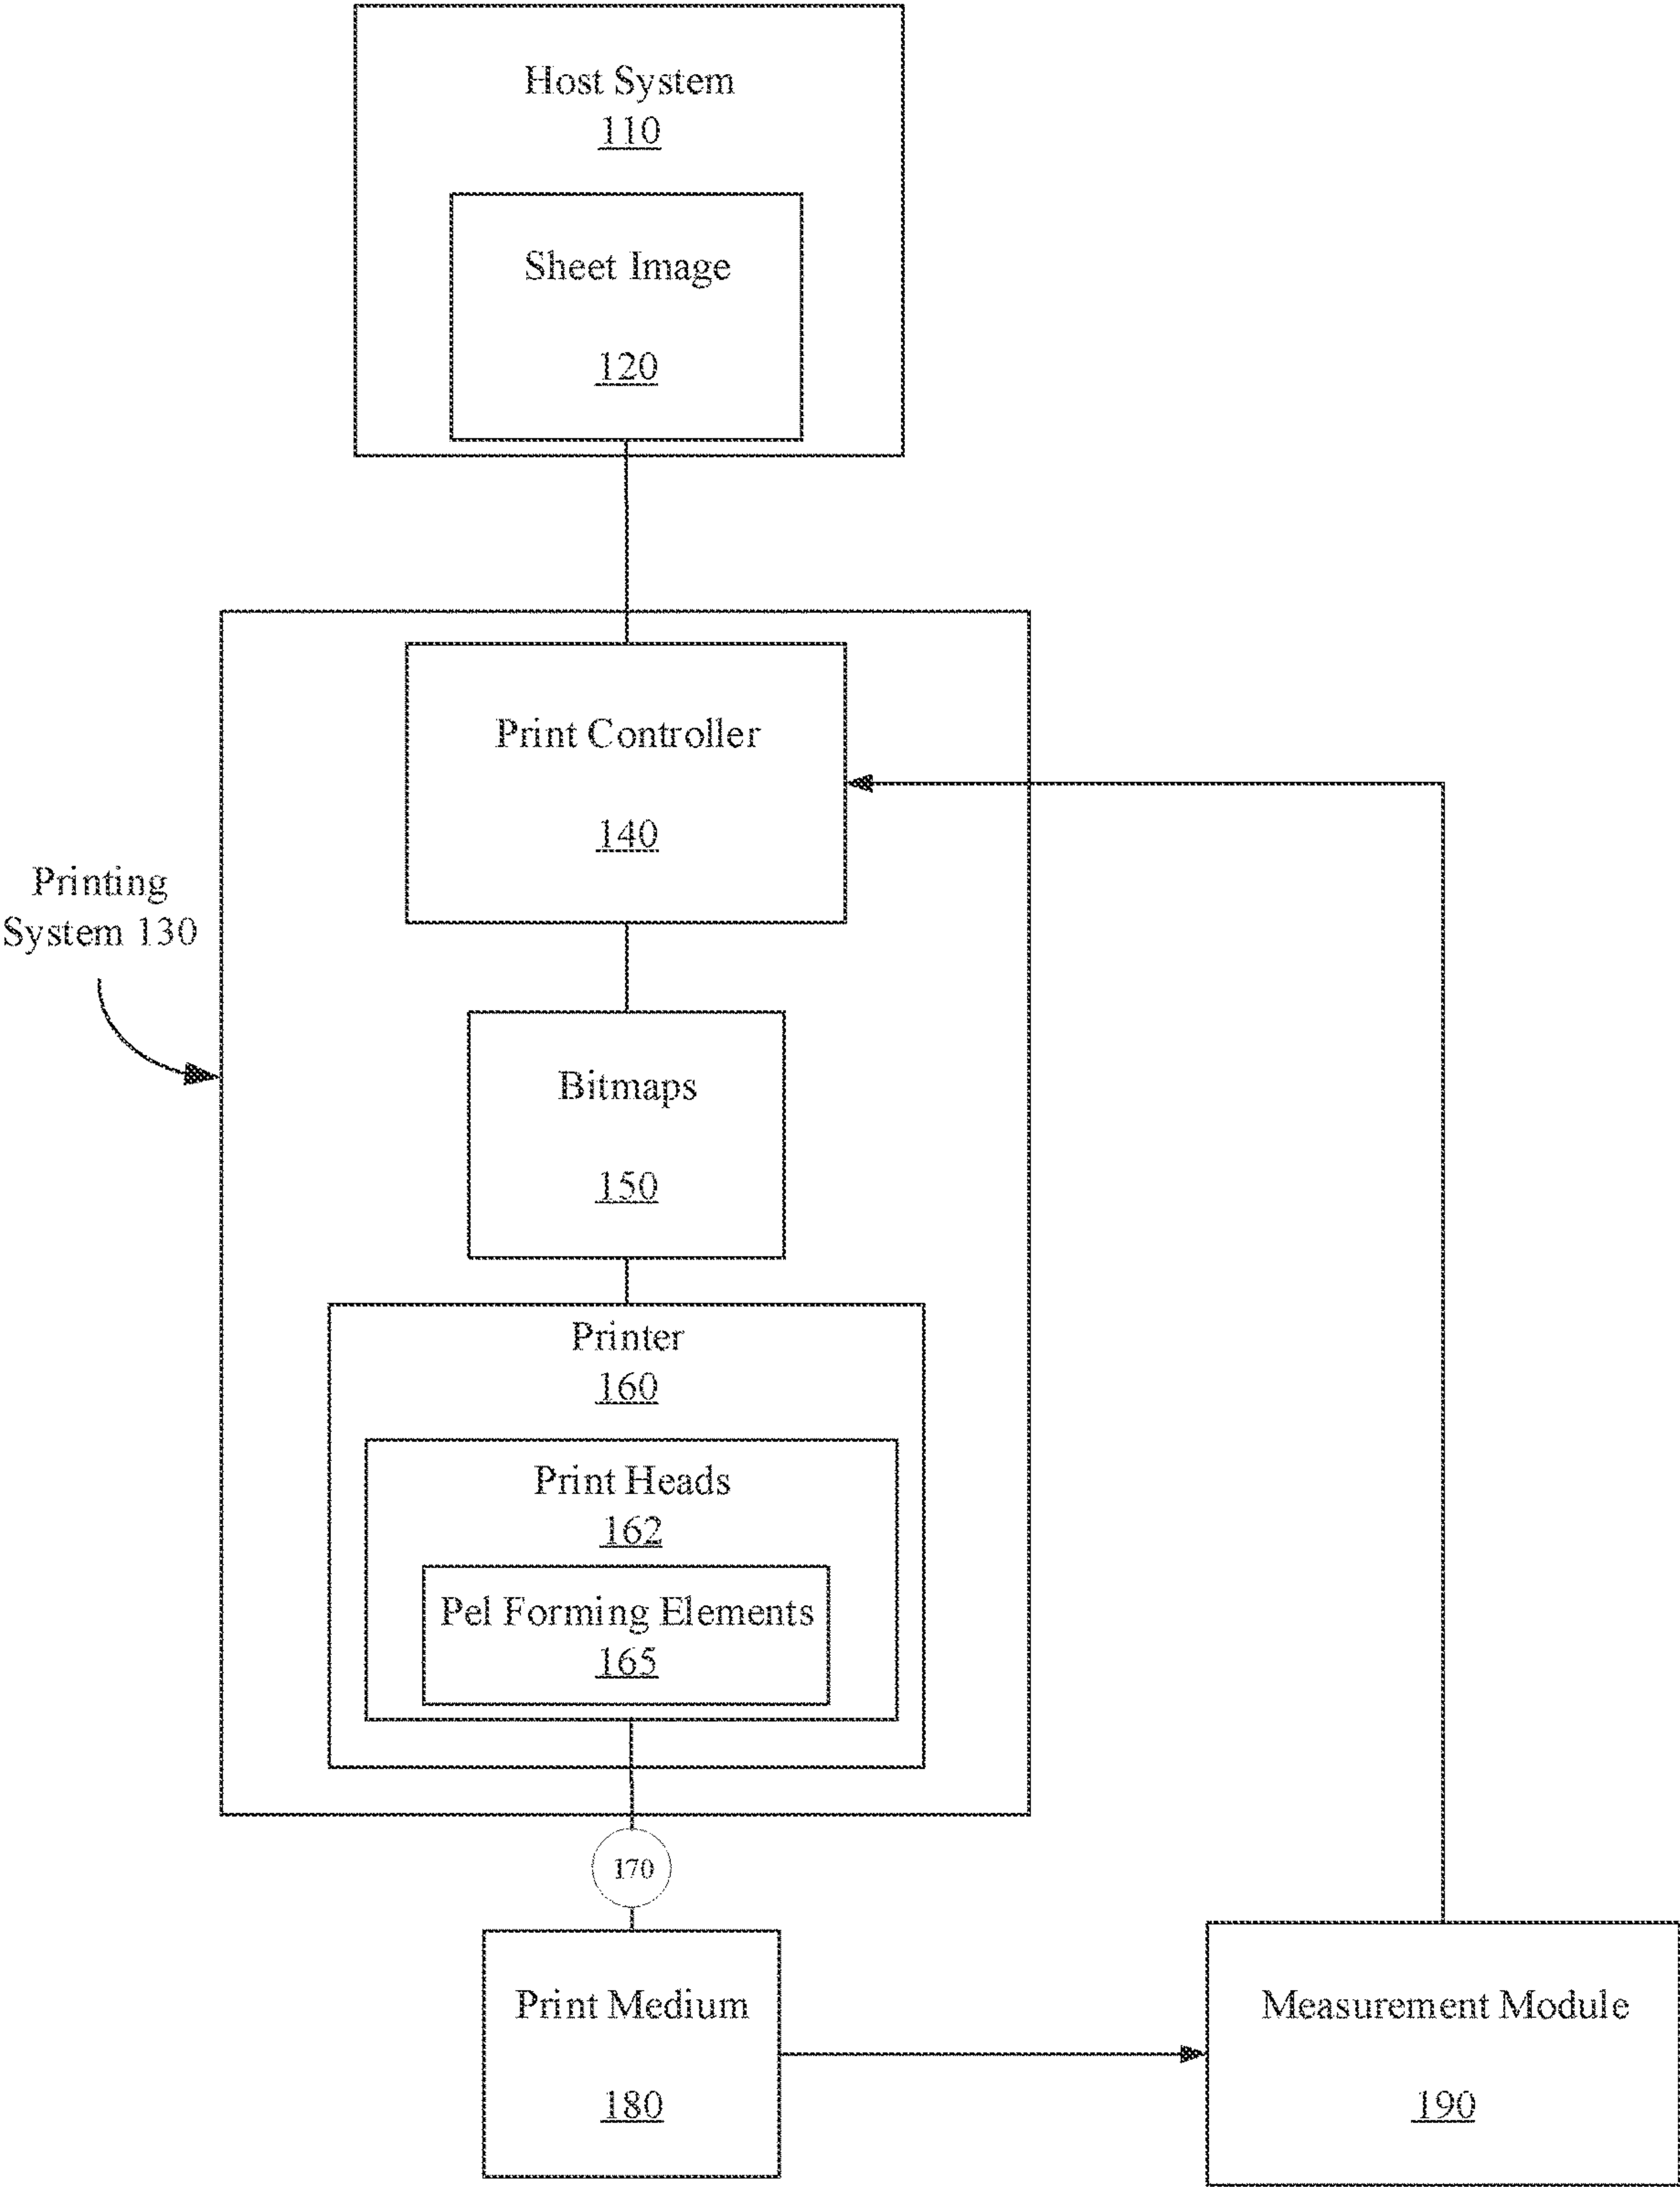 Host System
110
Sheet Image
120
Print Controller
140
Printing
System 130
Bitmaps
150
Printer
160
Print Heads
162
Pel Forming Elements
165
170
Print Medium
180
Measurement Module
190